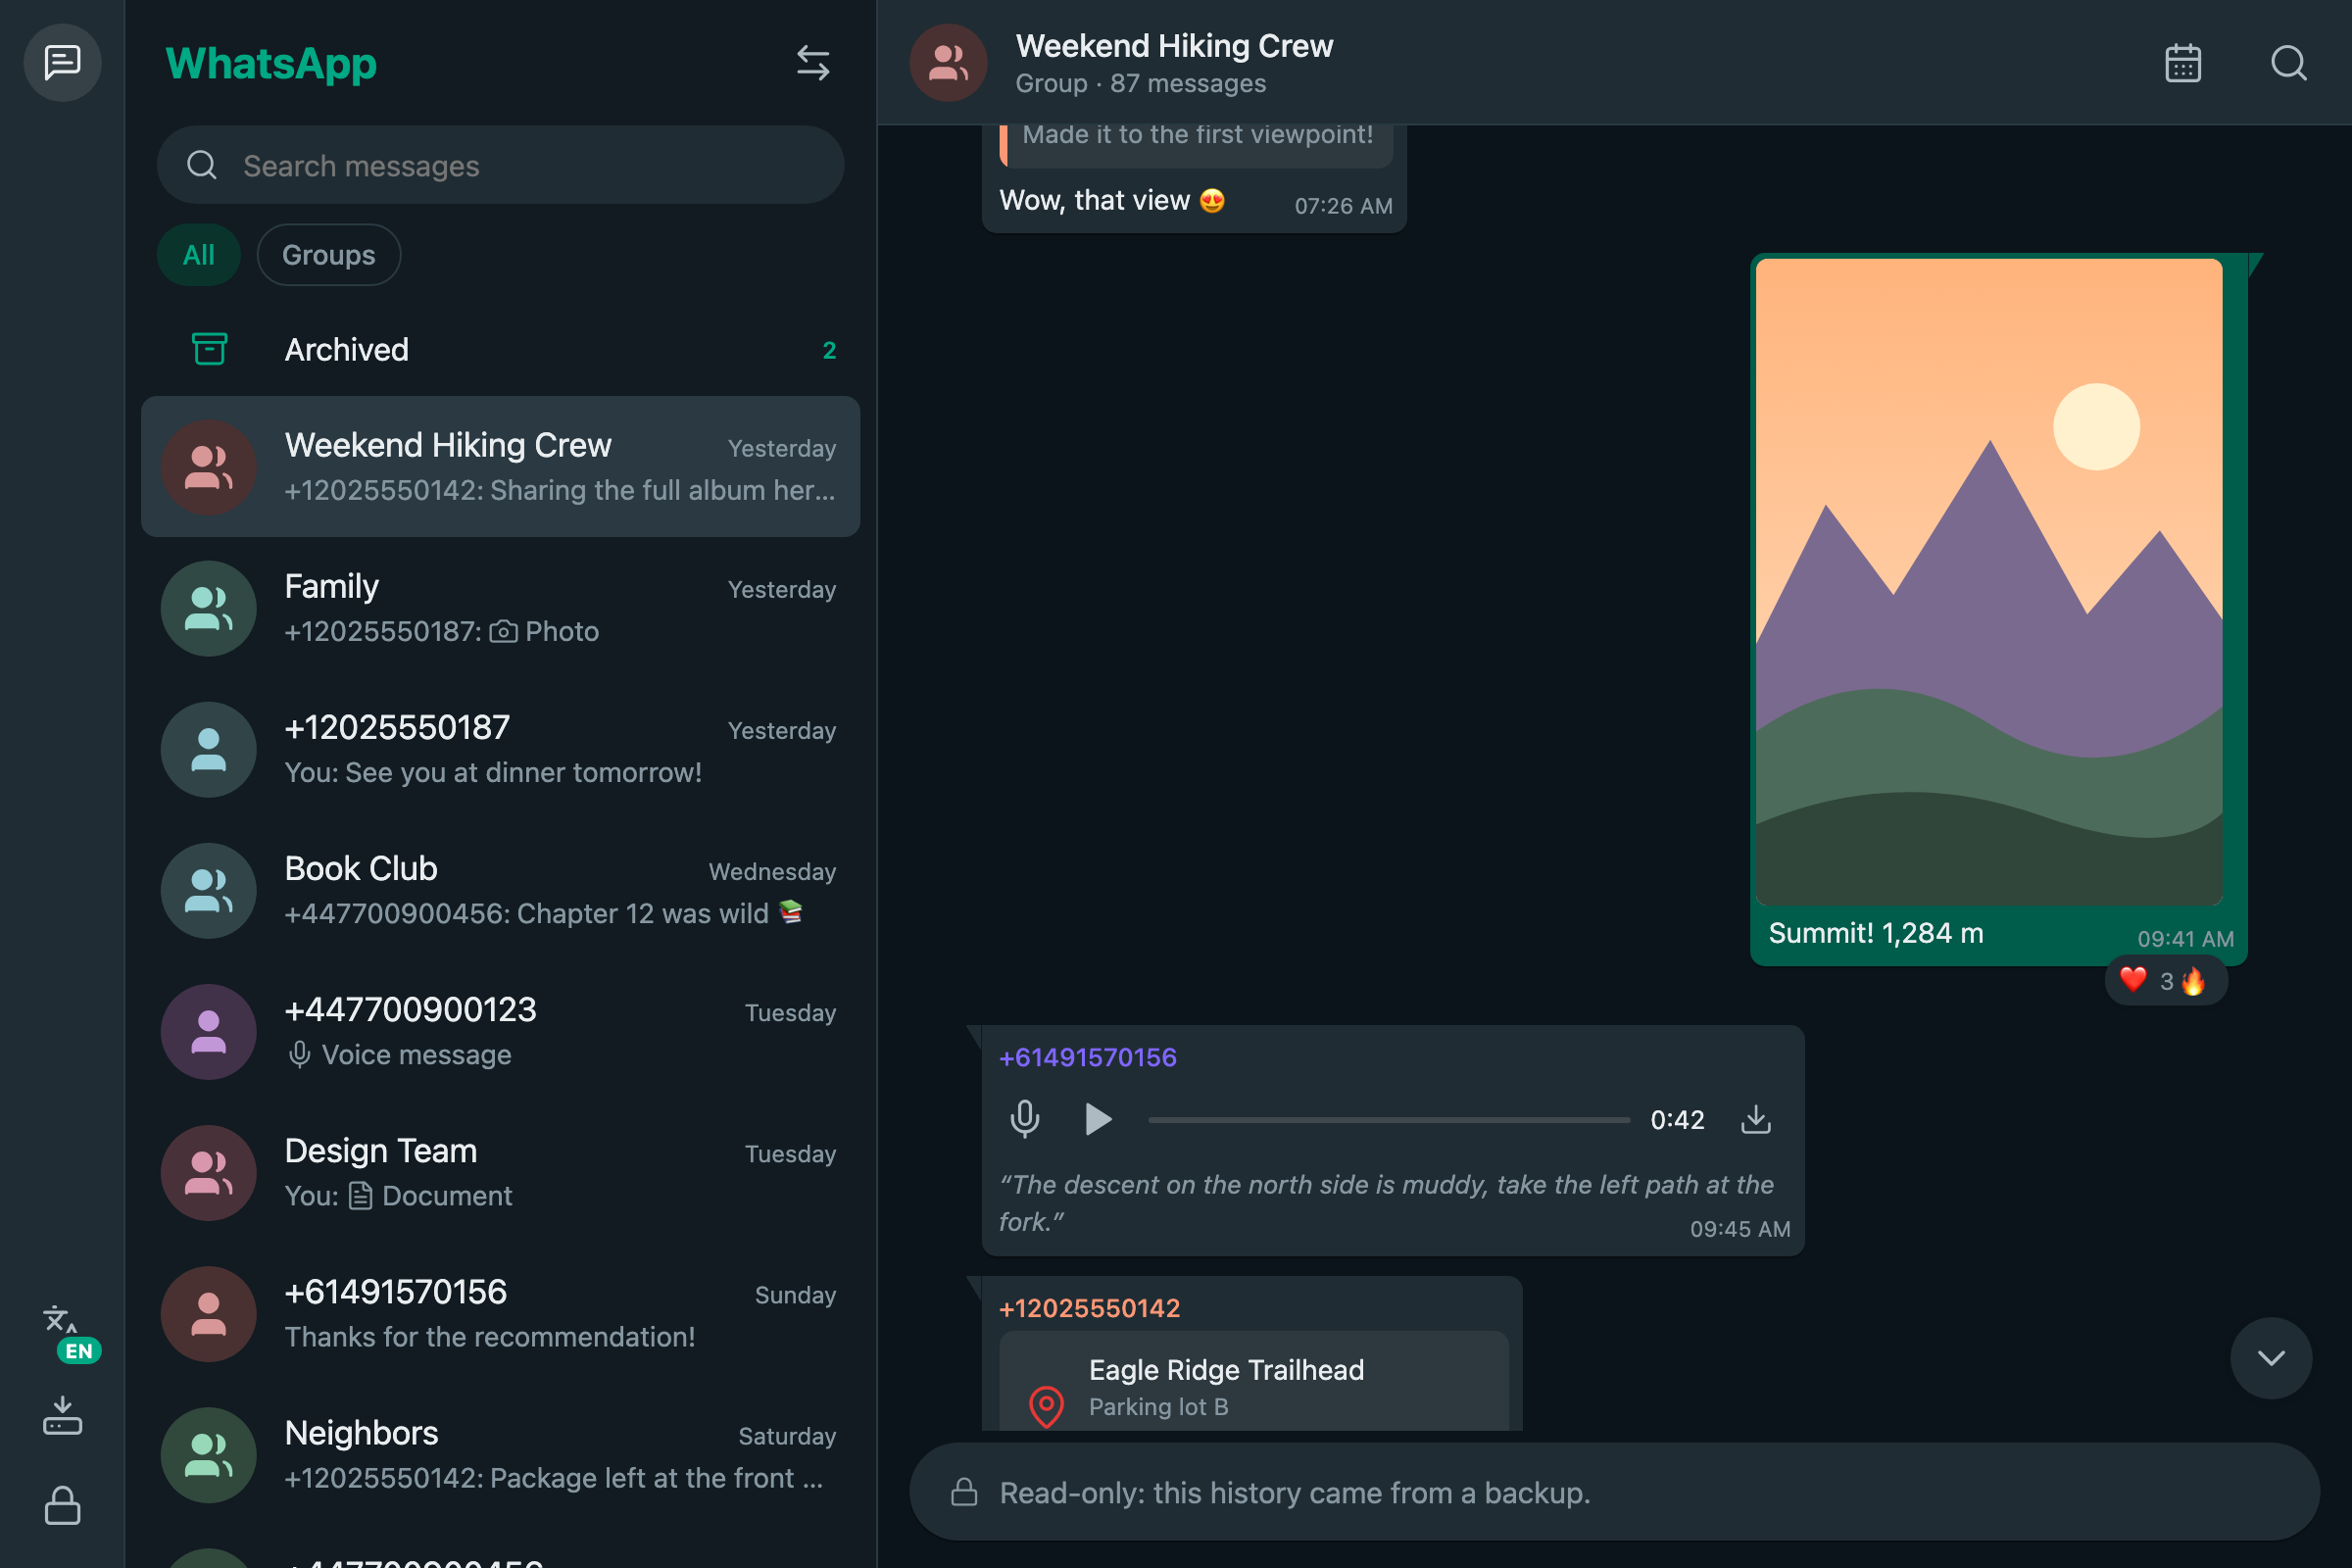 WhatsApp
Search messages
All
Groups
Archived
2
Weekend Hiking Crew
Yesterday
+12025550142: Sharing the full album her...
Family
Yesterday
+12025550187: Photo
+12025550187
Yesterday
You: See you at dinner tomorrow!
Book Club
Wednesday
+447700900456: Chapter 12 was wild 📚
+447700900123
Tuesday
Voice message
Design Team
Tuesday
You: Document
+61491570156
Sunday
Thanks for the recommendation!
Neighbors
Saturday
+12025550142: Package left at the front ...
EN
Weekend Hiking Crew
Group · 87 messages
Made it to the first viewpoint!
Wow, that view 😍
07:26 AM
Summit! 1,284 m
09:41 AM
❤️ 3 🔥
+61491570156
0:42
“The descent on the north side is muddy, take the left path at the
fork.”
09:45 AM
+12025550142
Eagle Ridge Trailhead
Parking lot B
Read-only: this history came from a backup.